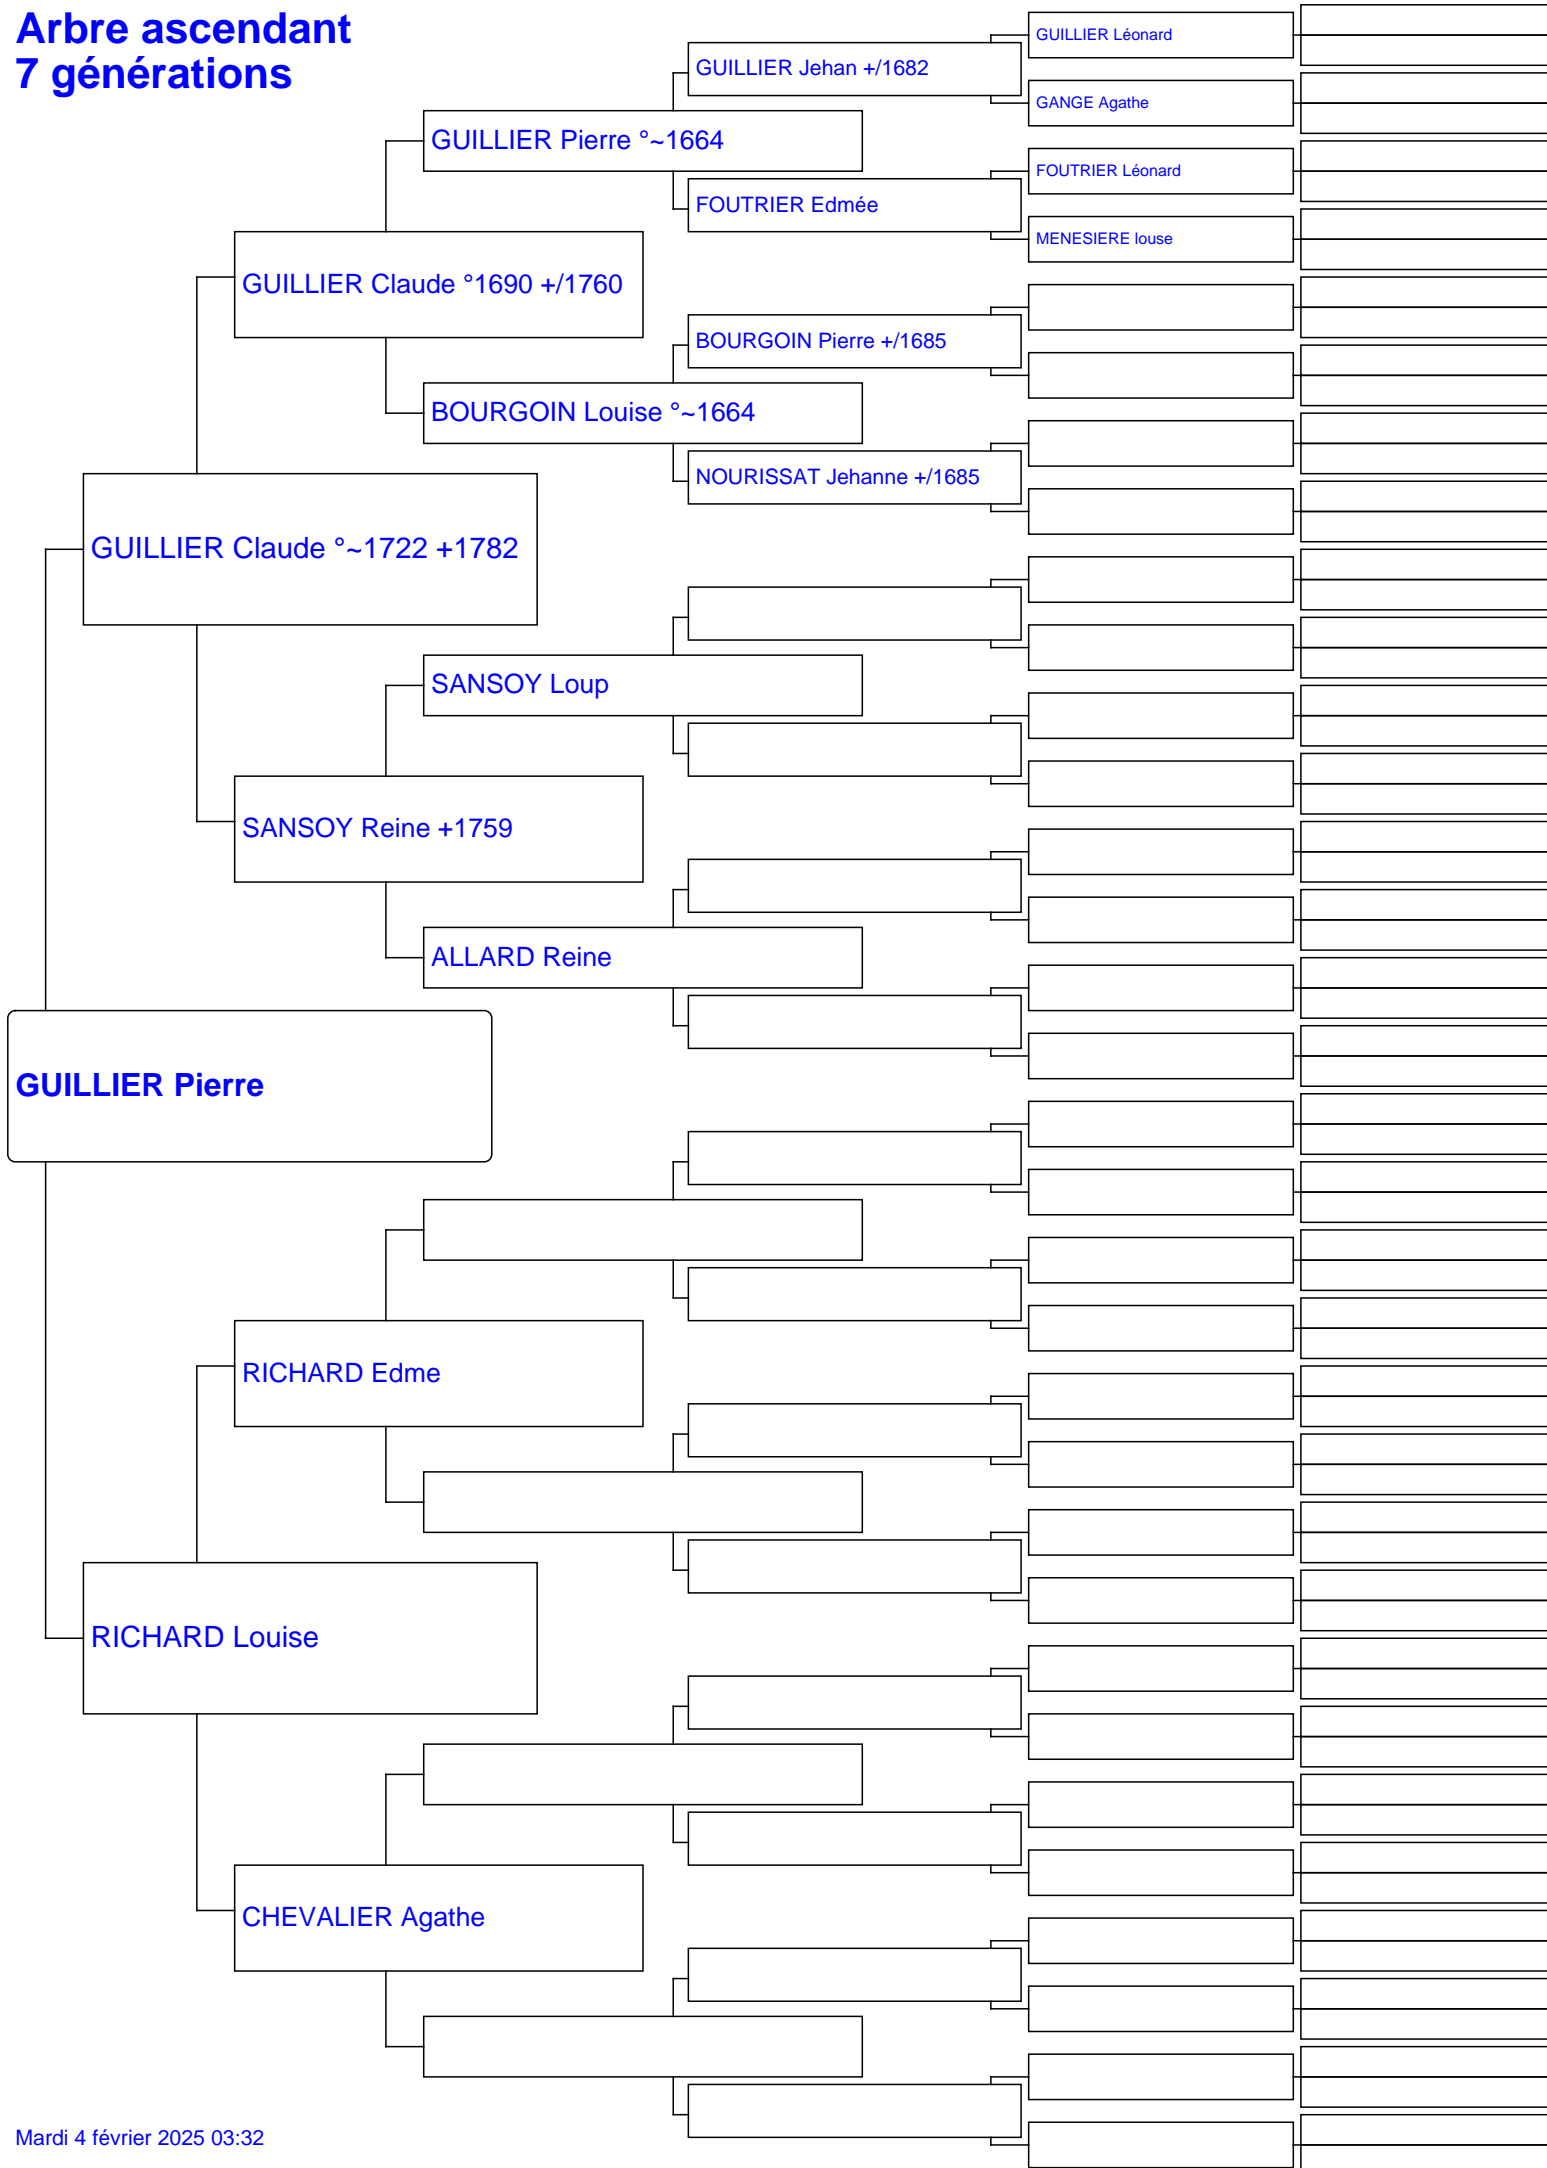 Arbre ascendant
7 générations
GUILLIER Léonard
GUILLIER Jehan +/1682
GANGE Agathe
GUILLIER Pierre °~1664
FOUTRIER Léonard
FOUTRIER Edmée
MENESIERE louse
GUILLIER Claude °1690 +/1760
BOURGOIN Pierre +/1685
BOURGOIN Louise °~1664
NOURISSAT Jehanne +/1685
GUILLIER Claude °~1722 +1782
SANSOY Loup
SANSOY Reine +1759
ALLARD Reine
GUILLIER Pierre
RICHARD Edme
RICHARD Louise
CHEVALIER Agathe
Mardi 4 février 2025 03:32